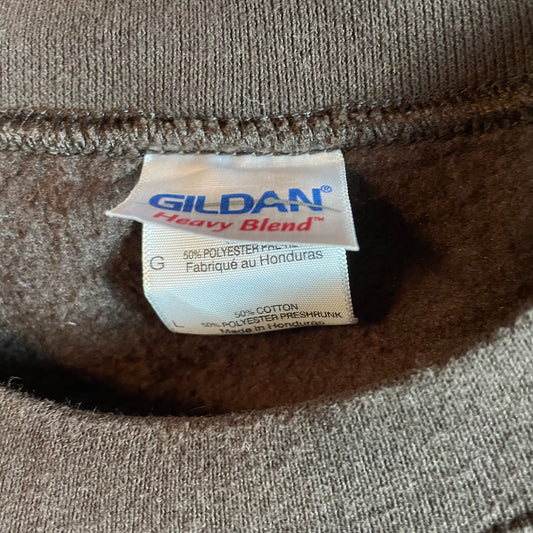 GILDAN®
Heavy Blend™
50% POLYESTER
G
Fabriqué au Honduras
50% COTTON
L
50% POLYESTER PRESHRUNK
Made in Honduras